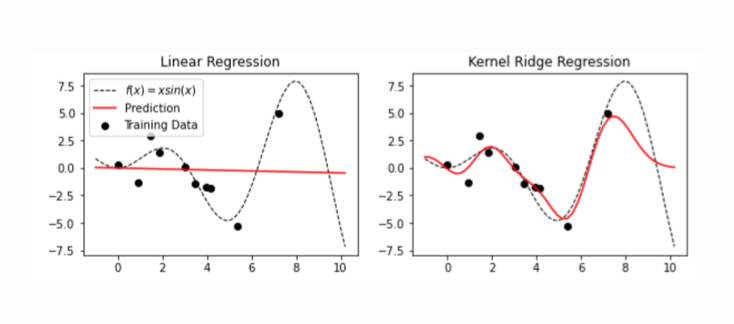 Linear Regression
7.5
5.0
2.5
0.0
−2.5
−5.0
−7.5
0 2 4 6 8 10
f(x) = xsin(x)
Prediction
Training Data
Kernel Ridge Regression
7.5
5.0
2.5
0.0
−2.5
−5.0
−7.5
0 2 4 6 8 10